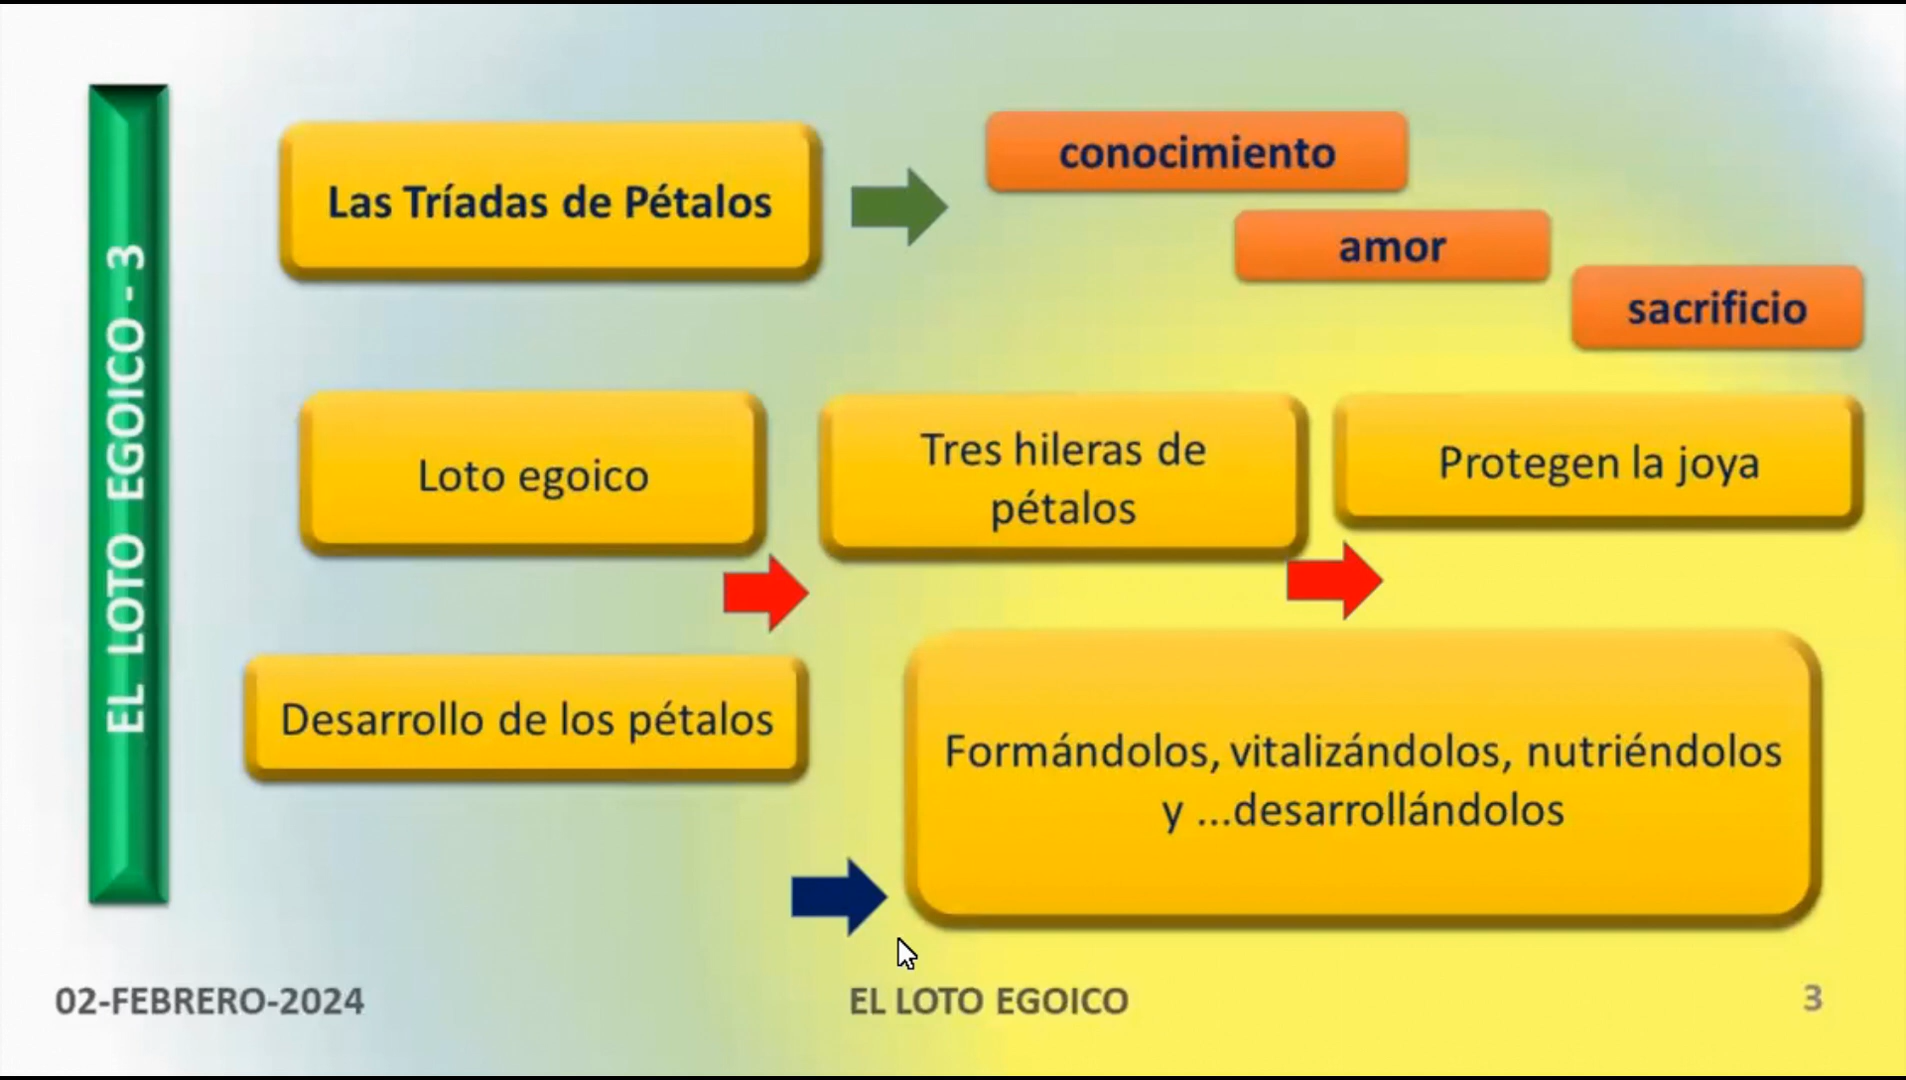 EL LOTO EGOICO - 3
Las Tríadas de Pétalos
conocimiento
amor
sacrificio
Loto egoico
Tres hileras de
pétalos
Protegen la joya
Desarrollo de los pétalos
Formándolos, vitalizándolos, nutriéndolos
y ...desarrollándolos
02-FEBRERO-2024
EL LOTO EGOICO
3